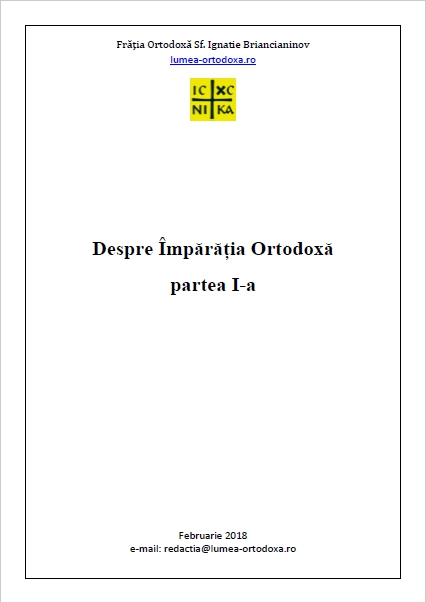 Frăţia Ortodoxă Sf. Ignatie Briancianinov
lumea-ortodoxa.ro
IC XC
NI KA
Despre Împărăția Ortodoxă
partea I-a
Februarie 2018
e-mail: redactia@lumea-ortodoxa.ro